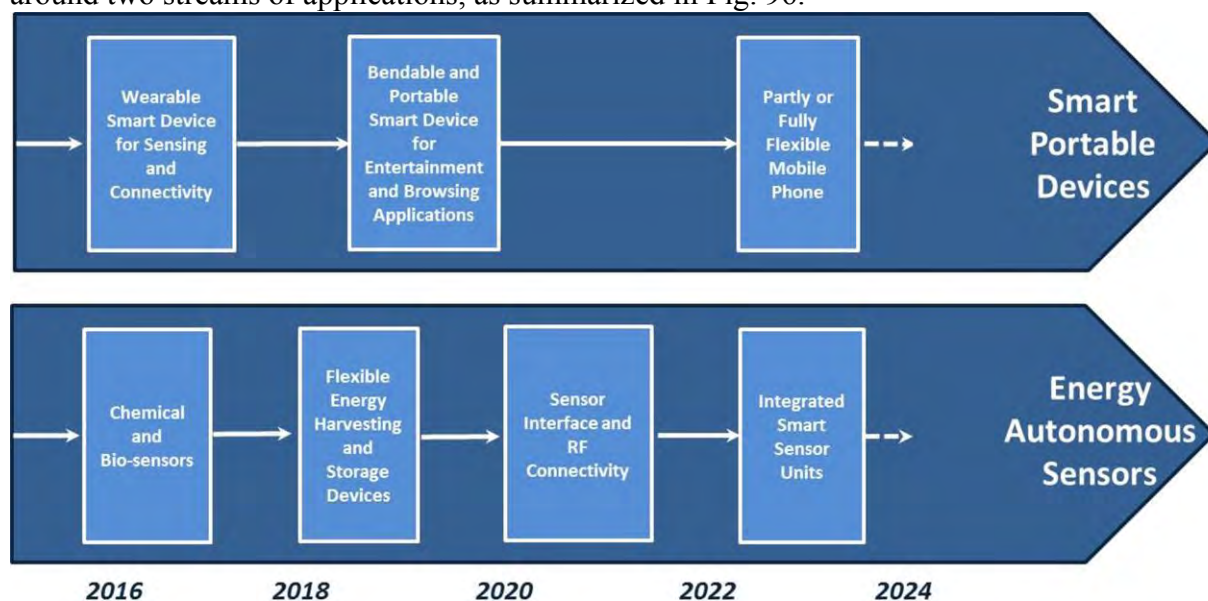 around two streams of applications, as summarized in Fig. 96.
Wearable
Smart Device
for Sensing
and
Connectivity
Bendable and
Portable
Smart Device
for
Entertainment
and Browsing
Applications
Partly or
Fully
Flexible
Mobile
Phone
Smart
Portable
Devices
Chemical
and
Bio-sensors
Flexible
Energy
Harvesting
and
Storage
Devices
Sensor
Interface and
RF
Connectivity
Integrated
Smart
Sensor
Units
Energy
Autonomous
Sensors
2016 2018 2020 2022 2024